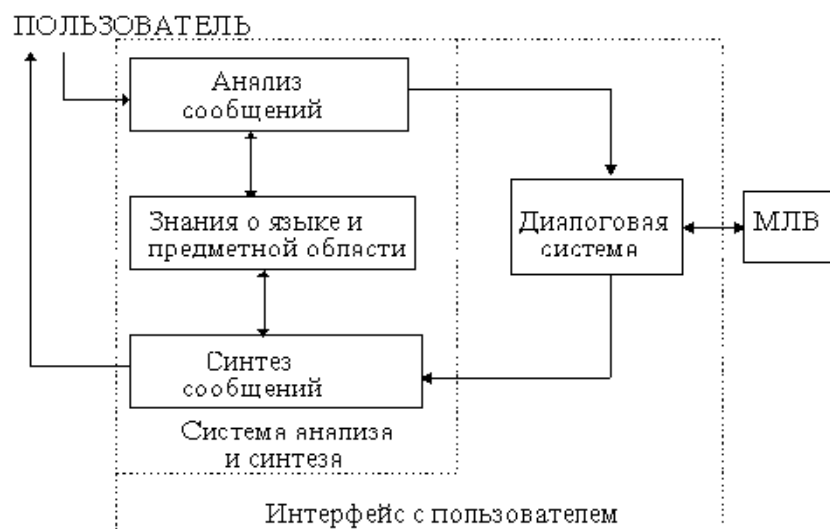 ПОЛЬЗОВАТЕЛЬ
Анализ
сообщений
Знания о языке и
предметной области
Диалоговая
система
МЛВ
Синтез
сообщений
Система анализа
и синтеза
Интерфейс с пользователем